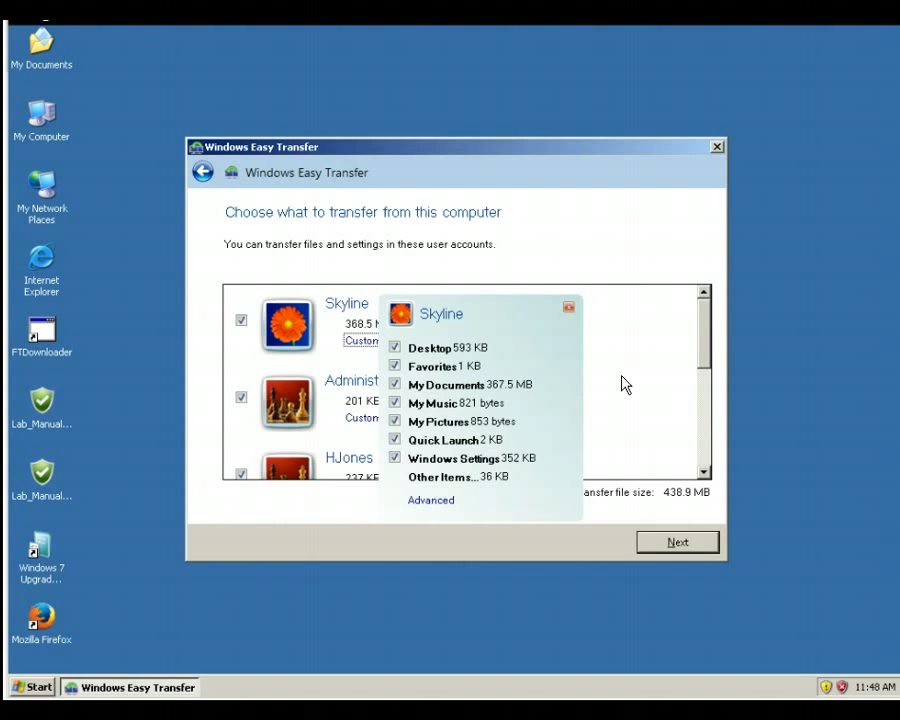 My Documents
My Computer
My Network
Places
Internet
Explorer
FTDownloader
Lab_Manual...
Lab_Manual...
Windows 7
Upgrad...
Mozilla Firefox
Windows Easy Transfer
Windows Easy Transfer
Choose what to transfer from this computer
You can transfer files and settings in these user accounts.
Skyline
368.5
Custom
Administ
201 KE
Custom
HJones
237 KE
Skyline
Desktop 593 KB
Favorites 1 KB
My Documents 367.5 MB
My Music 821 bytes
My Pictures 853 bytes
Quick Launch 2 KB
Windows Settings 352 KB
Other Items... 36 KB
Advanced
ansfer file size: 438.9 MB
Next
Start
Windows Easy Transfer
11:48 AM